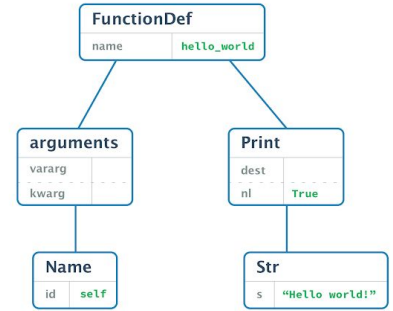 FunctionDef
name hello_world
arguments
vararg
kwarg
Print
dest
nl True
Name
id self
Str
s “Hello world!”